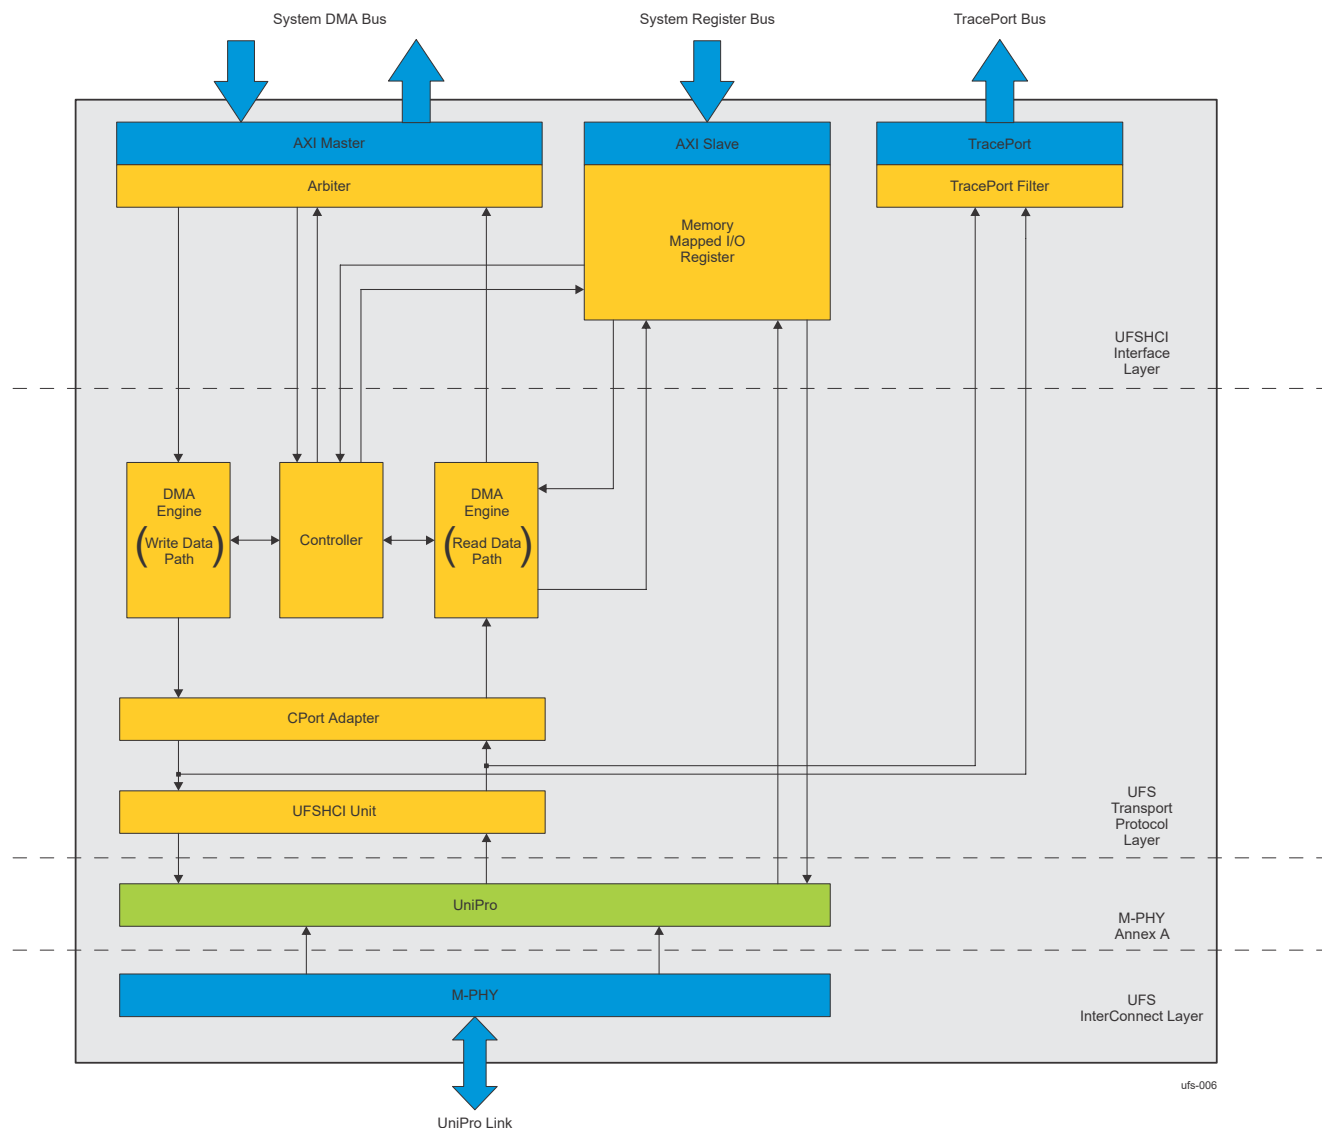 System DMA Bus
System Register Bus
TracePort Bus
AXI Master
AXI Slave
TracePort
Arbiter
TracePort Filter
Memory
Mapped I/O
Register
UFSHCI
Interface
Layer
DMA
Engine
(Write Data
Path)
Controller
DMA
Engine
(Read Data
Path)
CPort Adapter
UFSHCI Unit
UFS
Transport
Protocol
Layer
UniPro
M-PHY
Annex A
M-PHY
UFS
InterConnect Layer
ufs-006
UniPro Link